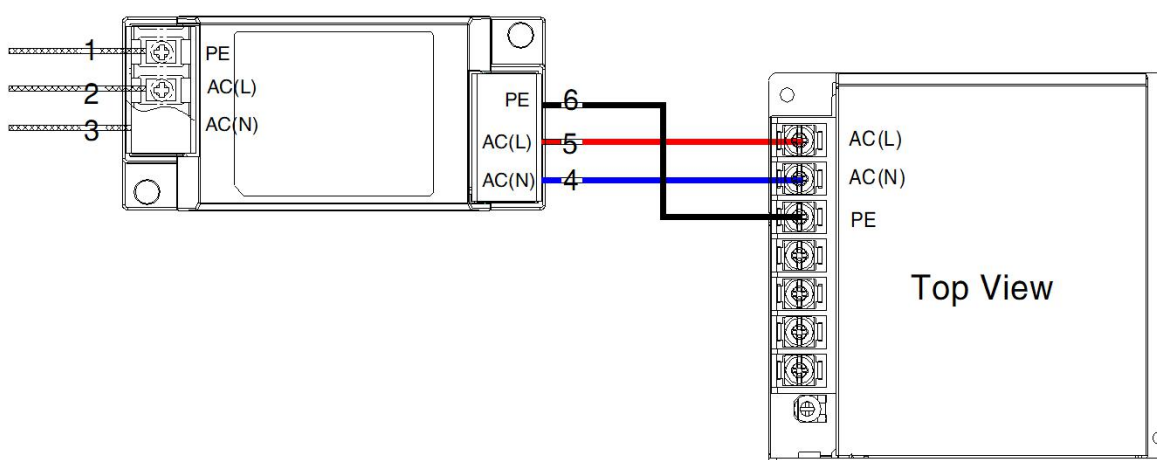 1
PE
2
AC(L)
3
AC(N)
PE
6
AC(L)
5
AC(N)
4
AC(L)
AC(N)
PE
Top View